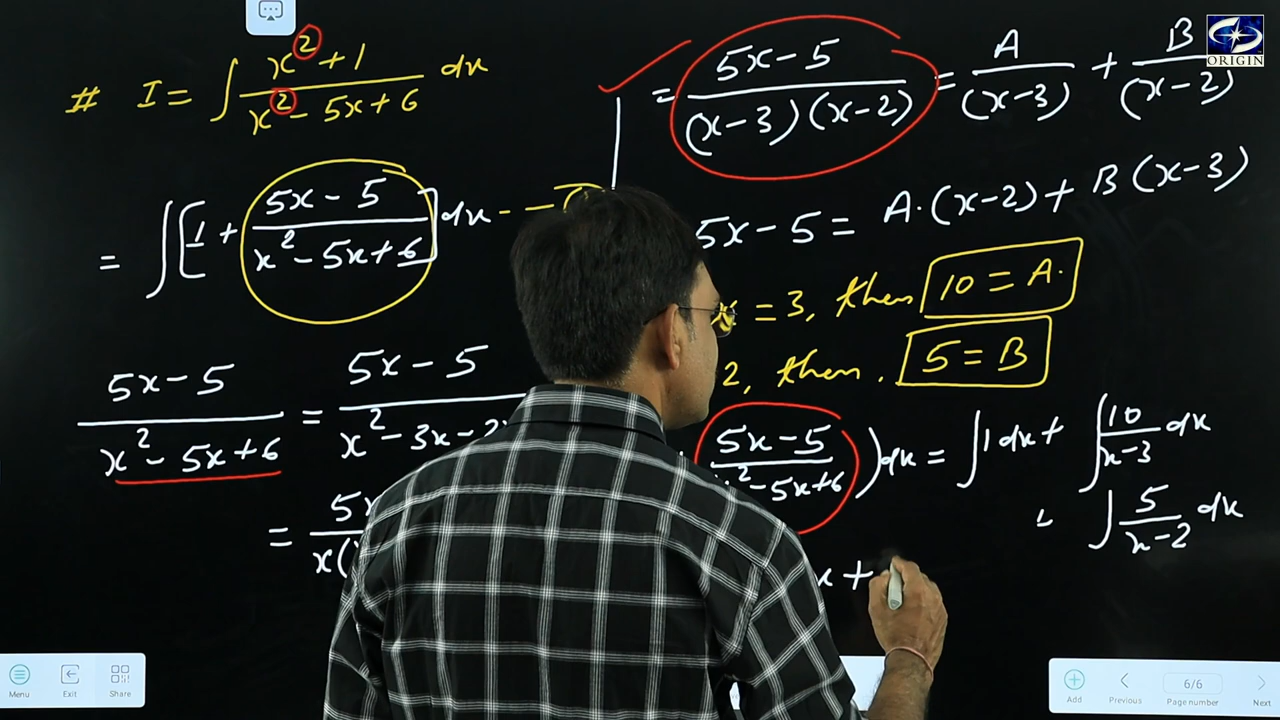 # I = ∫ x² + 1 / x² - 5x + 6 dx
= ∫[1 + 5x - 5 / x² - 5x + 6] dx - -
5x - 5 / x² - 5x + 6 = 5x - 5 / x² - 3x - 2
= 5x / x(
= 5x - 5 / (x - 3)(x - 2) = A / (x - 3) + B / (x - 2)
5x - 5 = A·(x - 2) + B(x - 3)
x = 3, then 10 = A.
2, then, 5 = B
5x - 5 / x² - 5x + 6 )dx = ∫1 dx + ∫ 10 / x - 3 dx
∫ 5 / x - 2 dx
x +
ORIGIN
Menu
Exit
Share
Add
Previous
6/6
Page number
Next